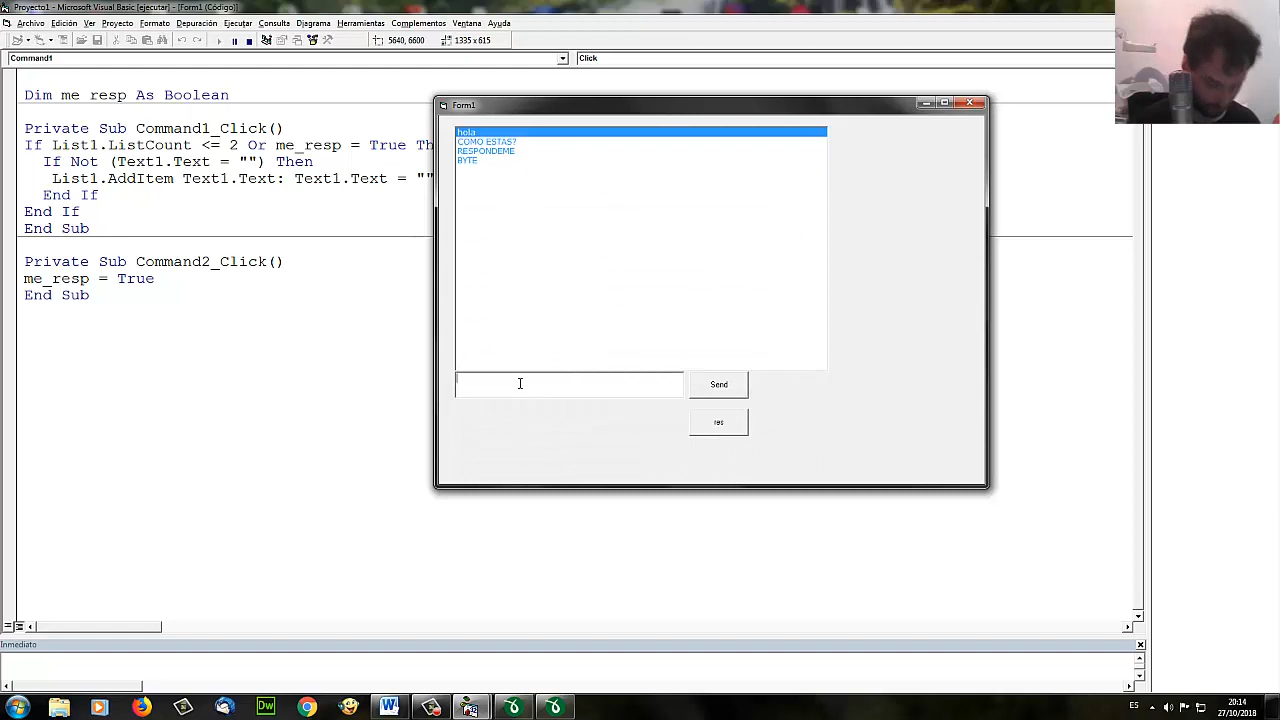 Proyecto1 - Microsoft Visual Basic [ejecutar] - [Form1 (Código)]
Archivo Edición Ver Proyecto Formato Depuración Ejecutar Consulta Diagrama Herramientas Complementos Ventana Ayuda
5640, 6600 1335 x 615
Command1 Click
Dim me_resp As Boolean
Private Sub Command1_Click()
If List1.ListCount <= 2 Or me_resp = True Th
If Not (Text1.Text = "") Then
List1.AddItem Text1.Text: Text1.Text = ""
End If
End If
End Sub
Private Sub Command2_Click()
me_resp = True
End Sub
Form1
hola
COMO ESTAS?
RESPONDEME
BYTE
Send
res
Inmediato
Dw
W
ES
20:14
27/10/2018